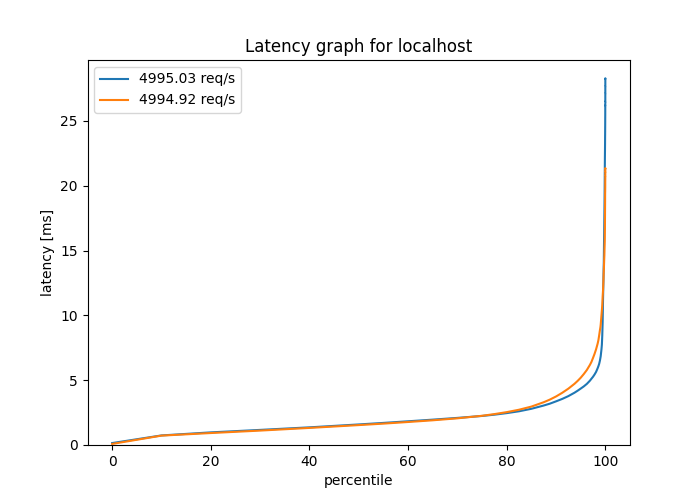 Latency graph for localhost
4995.03 req/s
4994.92 req/s
latency [ms]
25
20
15
10
5
0
0 20 40 60 80 100
percentile